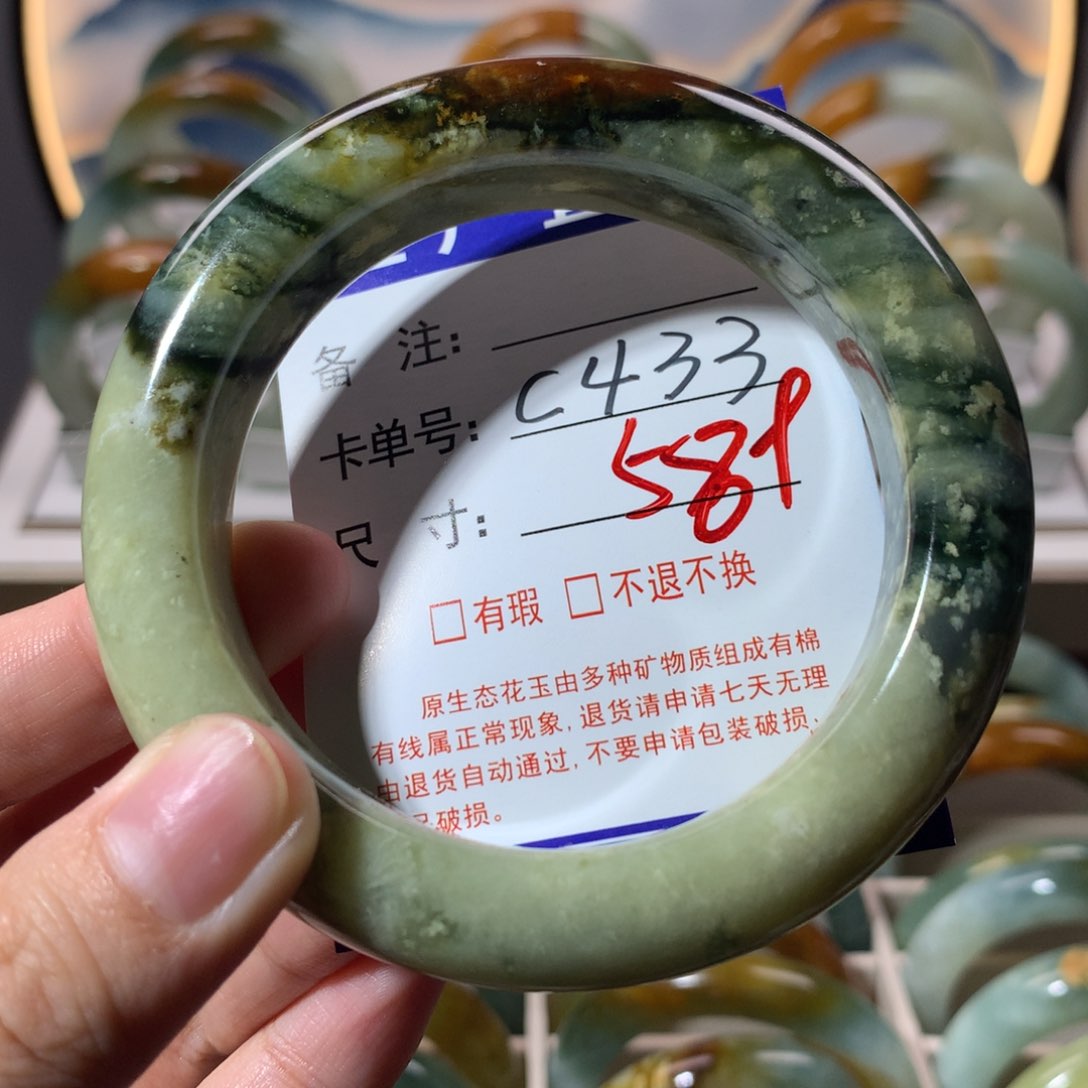 备 注:
卡单号: C433
589
尺 寸:
□有瑕 □不退不换
原生态花玉由多种矿物质组成有棉
有线属正常现象,退货请申请七天无理
由退货自动通过,不要申请包装破损,
破损。